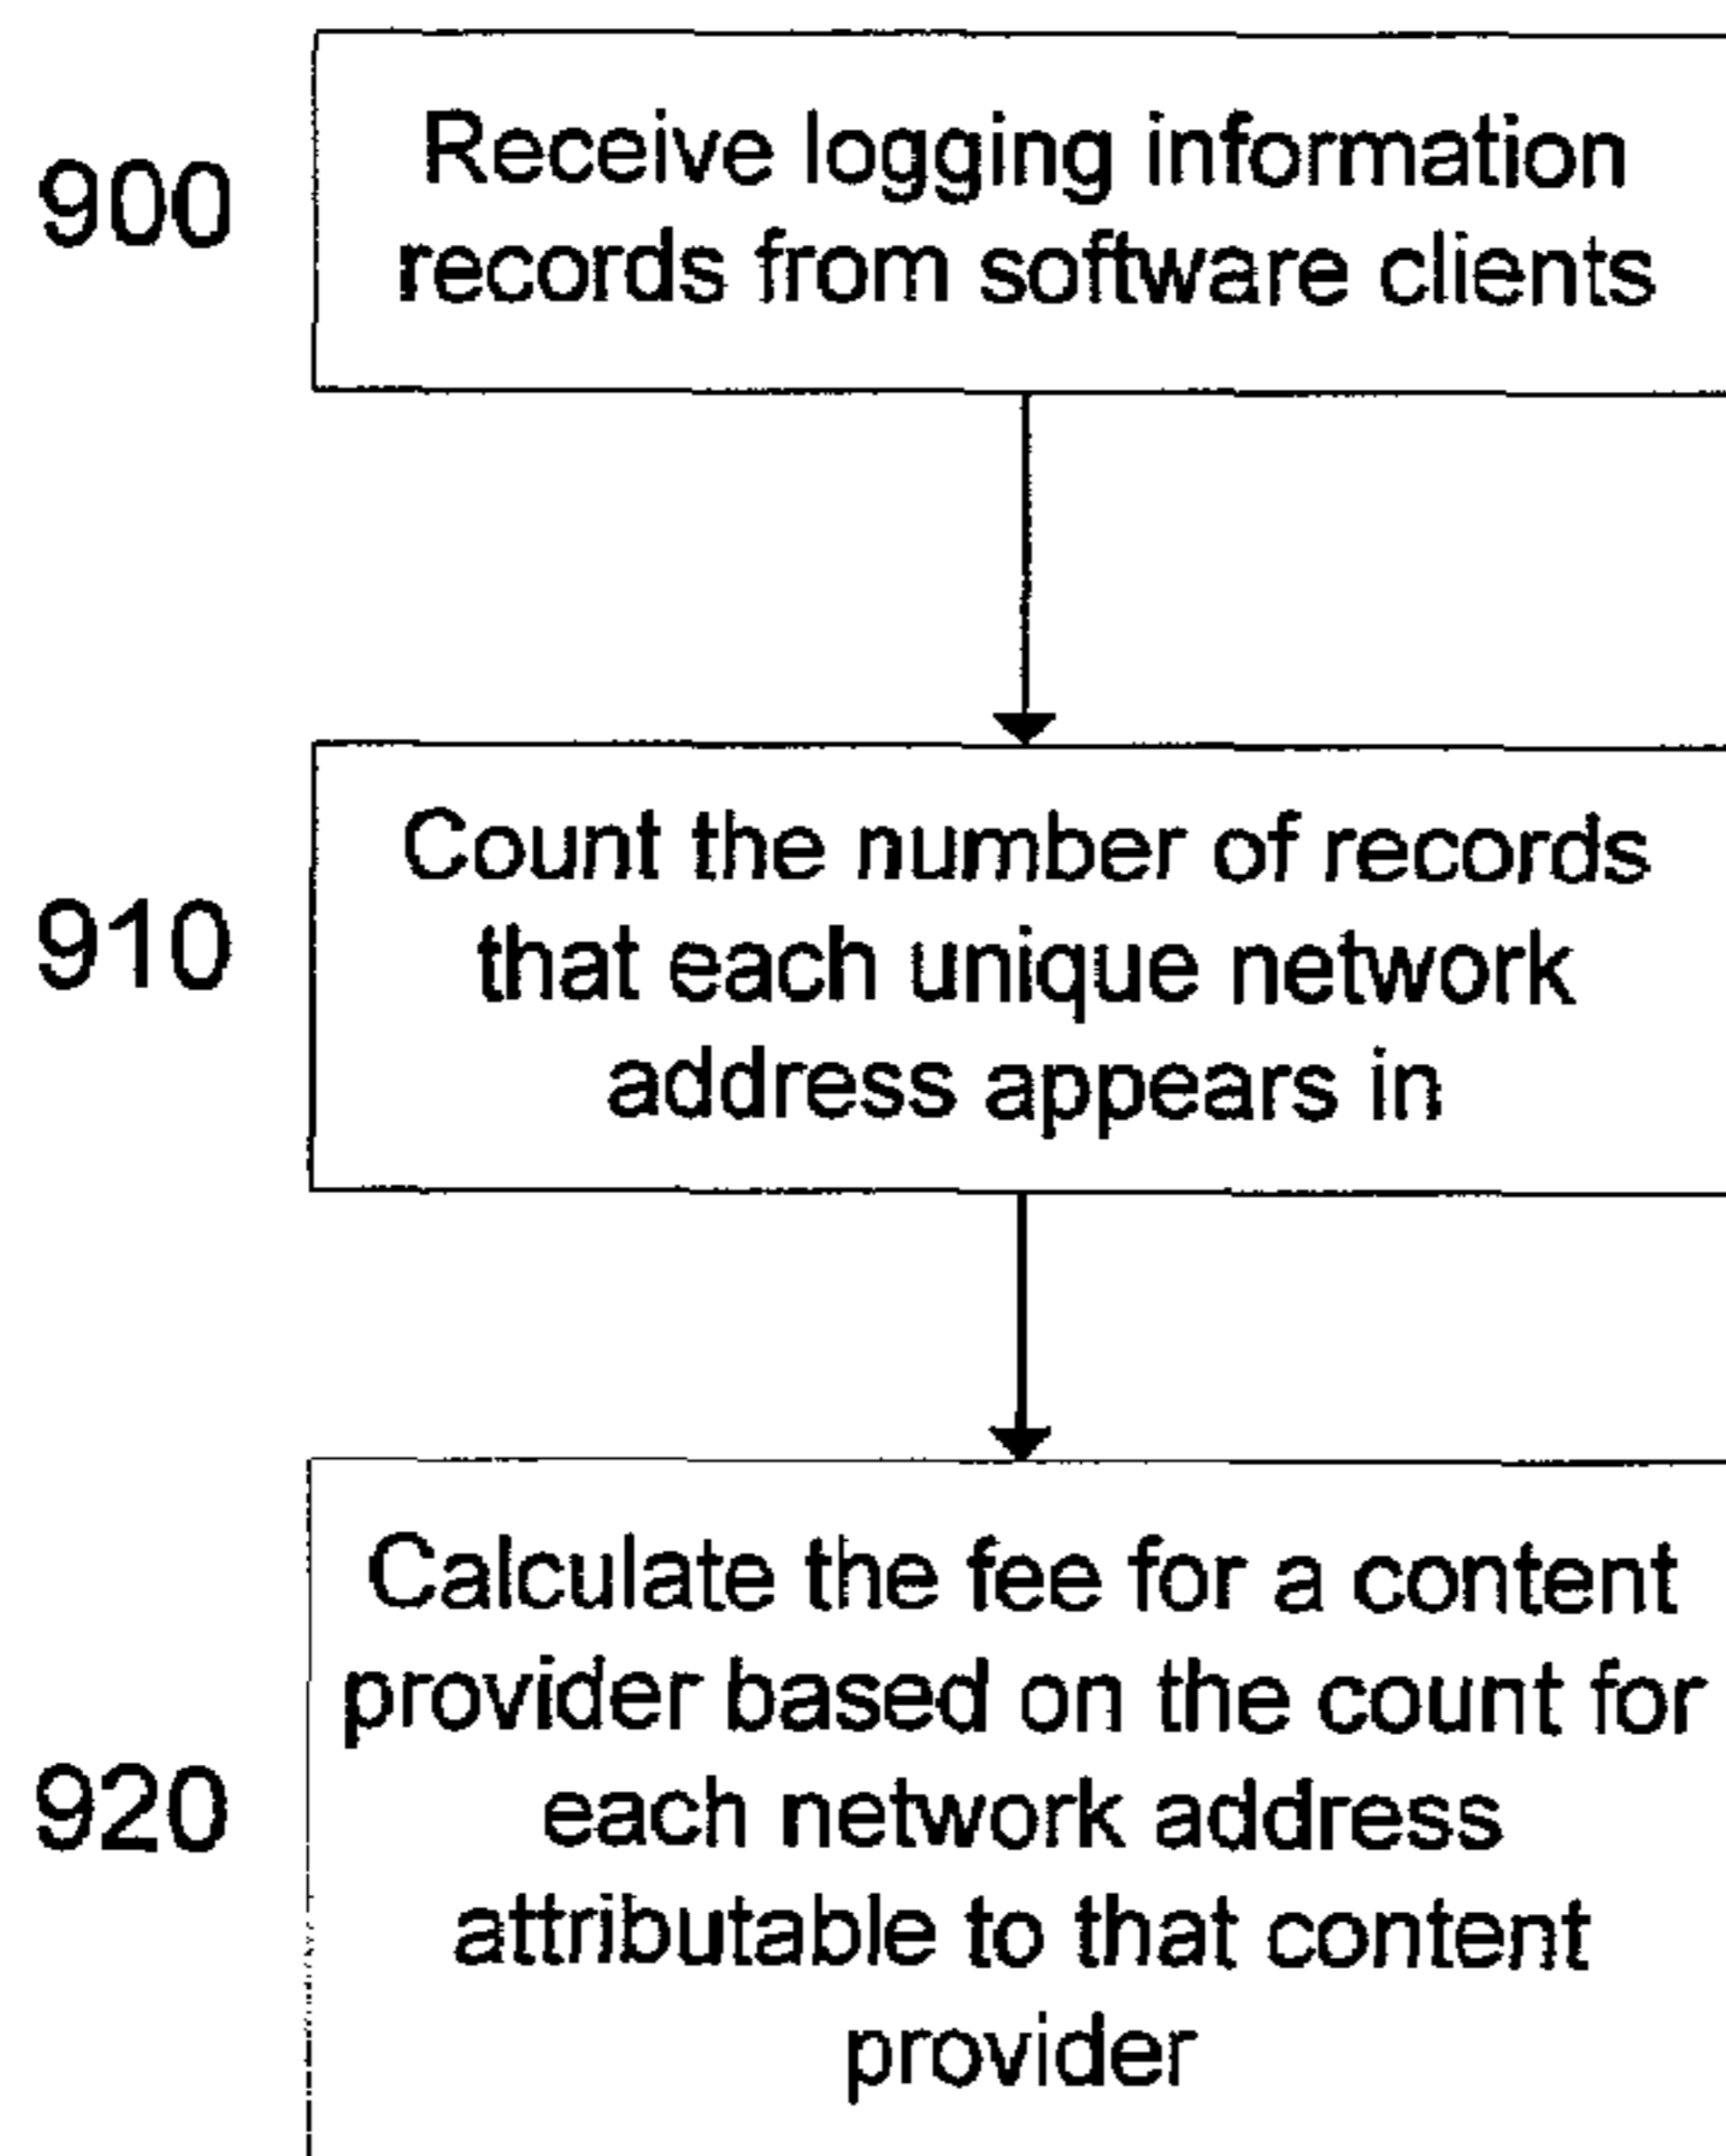 900
Receive logging information
records from software clients
910
Count the number of records
that each unique network
address appears in
920
Calculate the fee for a content
provider based on the count for
each network address
attributable to that content
provider